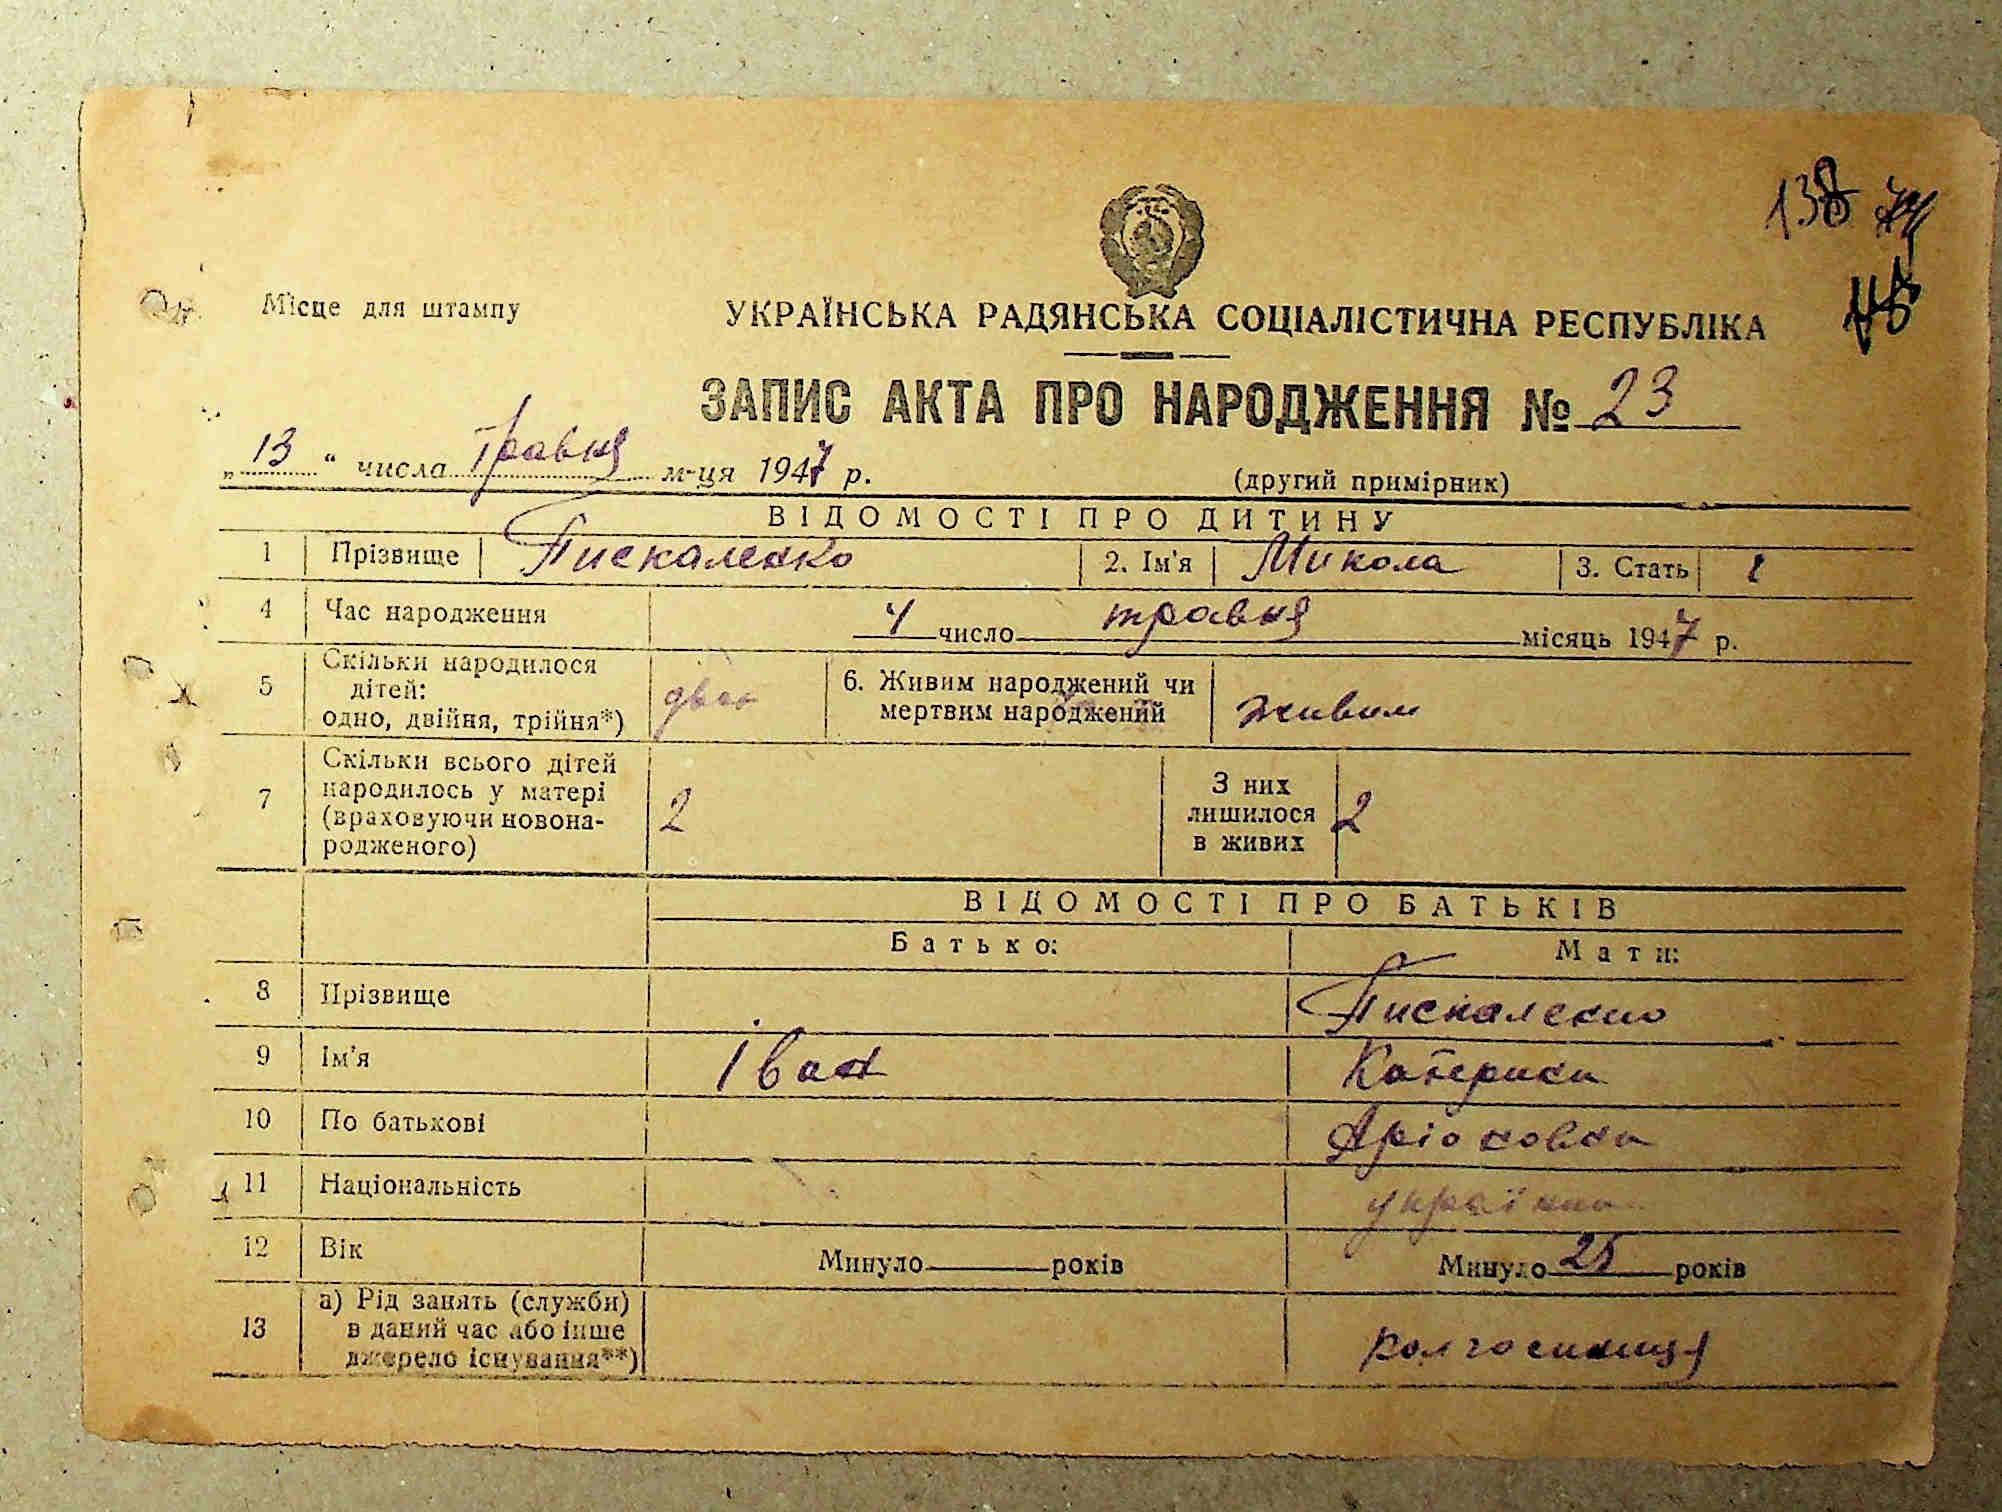 138
Місце для штампу
УКРАЇНСЬКА РАДЯНСЬКА СОЦІАЛІСТИЧНА РЕСПУБЛІКА
ЗАПИС АКТА ПРО НАРОДЖЕННЯ № 23
„13“ числа травня м-ця 1947 р.
(другий примірник)
ВІДОМОСТІ ПРО ДИТИНУ
1 Прізвище Пискаленко 2. Ім'я Микола 3. Стать 1
4 Час народження 4 число травня місяць 1947 р.
5 Скільки народилося
дітей:
одно, двійня, трійня*) двоє
6. Живим народжений чи
мертвим народжений живим
7 Скільки всього дітей
народилось у матері
(враховуючи новона-
родженого) 2
З них
лишилося
в живих 2
ВІДОМОСТІ ПРО БАТЬКІВ
Батько: Мати:
8 Прізвище Пискаленко
9 Ім'я Іван Катерина
10 По батькові
11 Національність українка
12 Вік Минуло рокiв Минуло 25 років
13 а) Рід занять (служби)
в даний час або інше
джерело існування**) колгоспниця